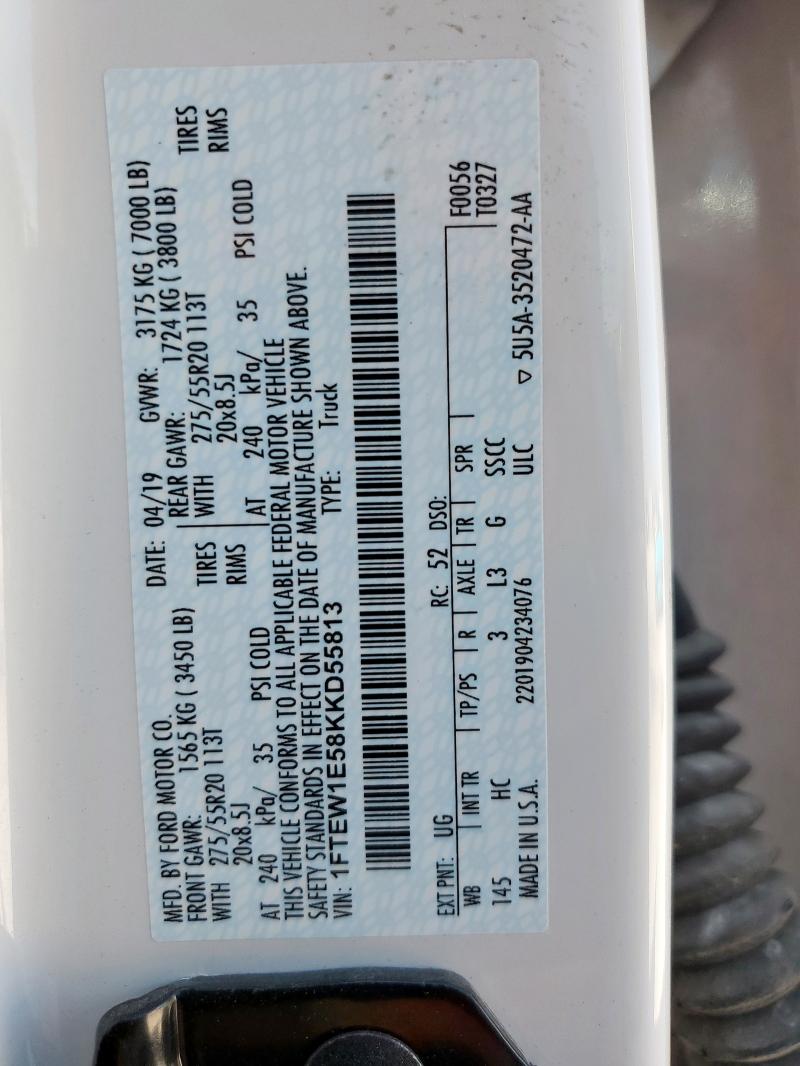 MFD. BY FORD MOTOR CO. DATE: 04/19 GVWR: 3175 KG ( 7000 LB)
FRONT GAWR: 1565 KG ( 3450 LB) REAR GAWR: 1724 KG ( 3800 LB)
WITH 275/55R20 113T TIRES WITH 275/55R20 113T TIRES
20x8.5J RIMS 20x8.5J RIMS
AT 240 kPa/ 35 PSI COLD AT 240 kPa/ 35 PSI COLD
THIS VEHICLE CONFORMS TO ALL APPLICABLE FEDERAL MOTOR VEHICLE
SAFETY STANDARDS IN EFFECT ON THE DATE OF MANUFACTURE SHOWN ABOVE.
VIN: 1FTEW1E58KKD55813 TYPE: Truck
EXT PNT: UG RC: 52 DSO: F0056
WB INT TR TP/PS R AXLE TR SPR T0327
145 HC 3 L3 G SSCC
MADE IN U.S.A. 2201904234076 ULC ▽ 5U5A-3520472-AA